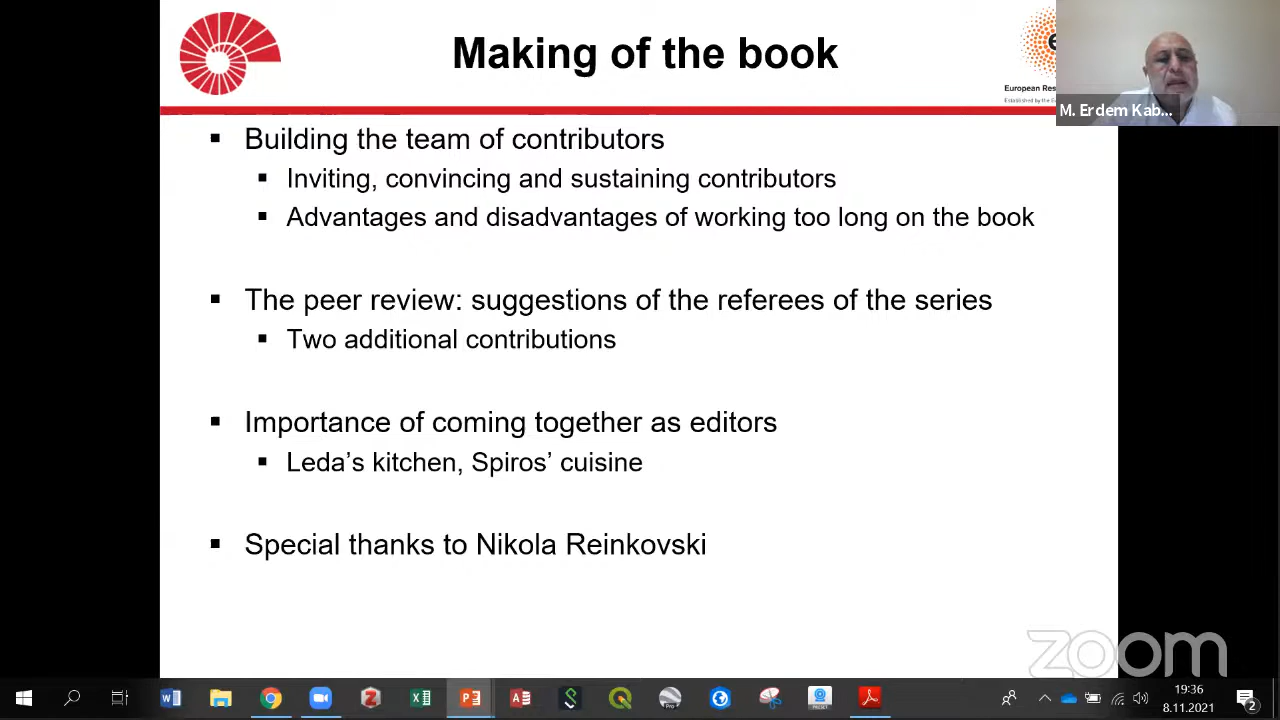 Making of the book
European Res
M. Erdem Kab...
Building the team of contributors
Inviting, convincing and sustaining contributors
Advantages and disadvantages of working too long on the book
The peer review: suggestions of the referees of the series
Two additional contributions
Importance of coming together as editors
Leda’s kitchen, Spiros’ cuisine
Special thanks to Nikola Reinkovski
zoom
19:36
8.11.2021
2